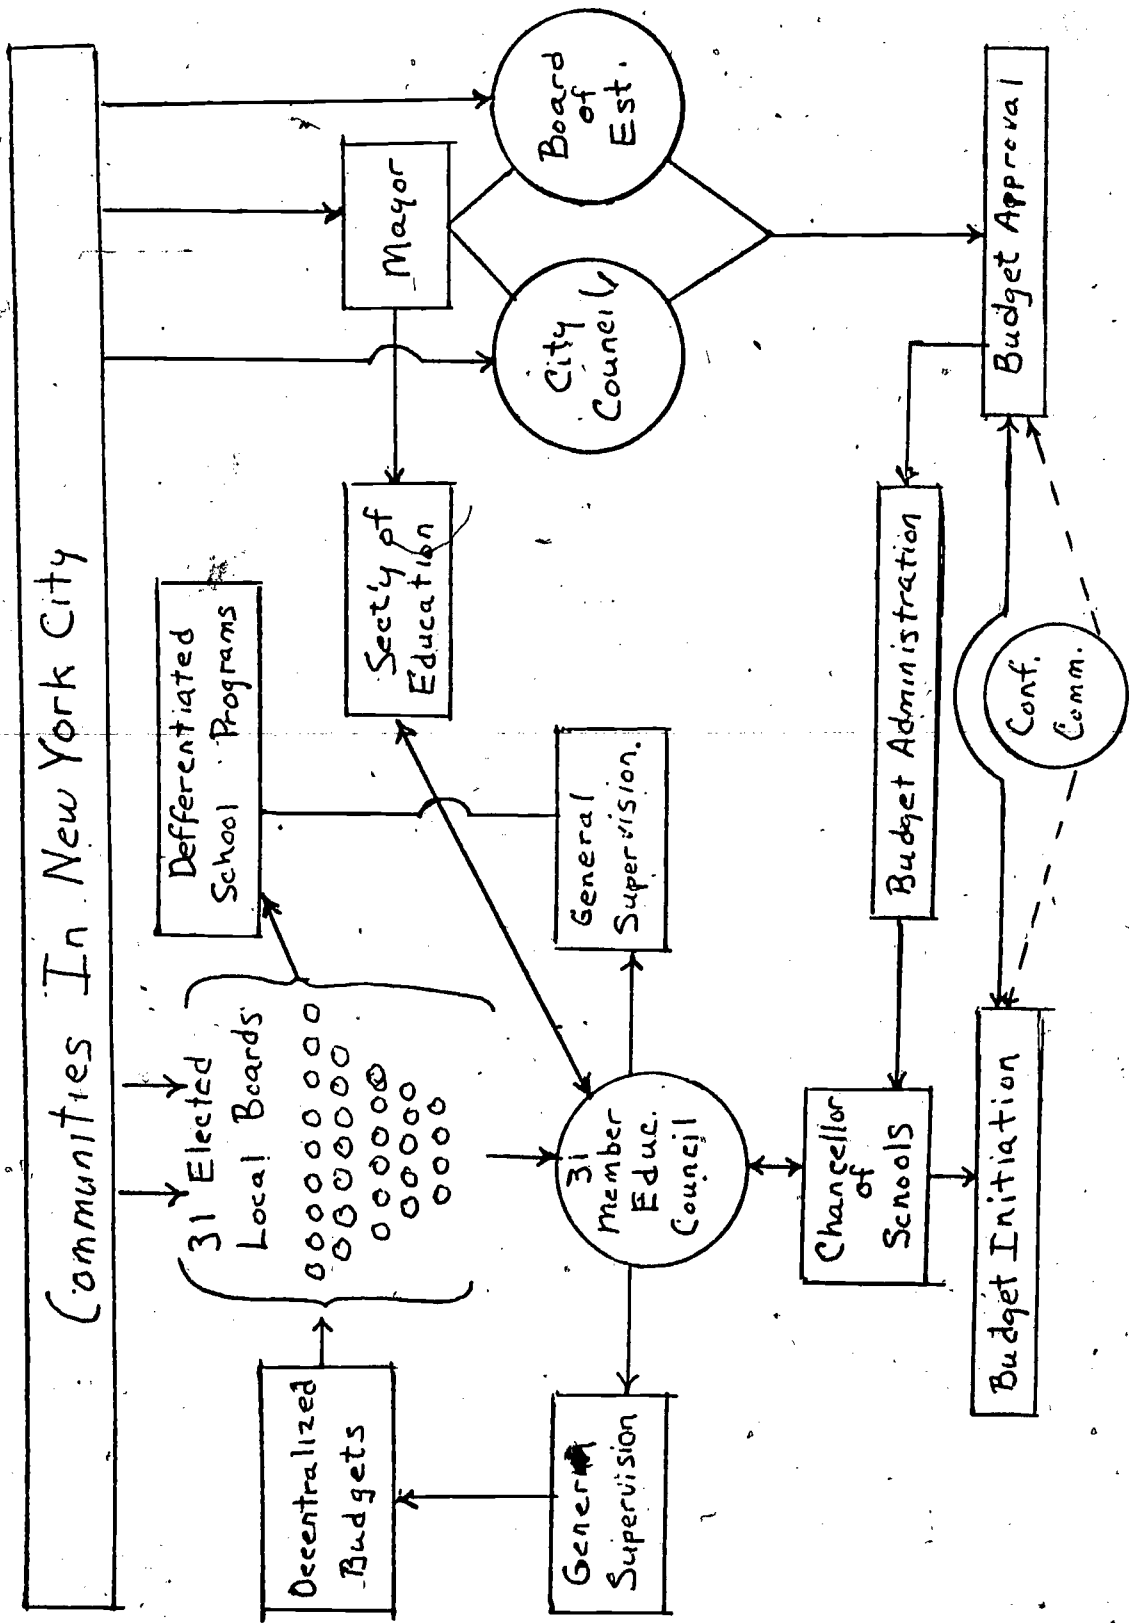 Communities In New York City
31 Elected
Local Boards
Defferentiated
School Programs
Sect'y of
Education
Mayor
City
Council
Board
of
Est.
Decentralized
Budgets
General
Supervision
31
Member
Educ.
Council
General
Supervision.
Chancellor
of
Schools
Budget Administration
Budget Initiation
Conf.
Comm.
Budget Approval